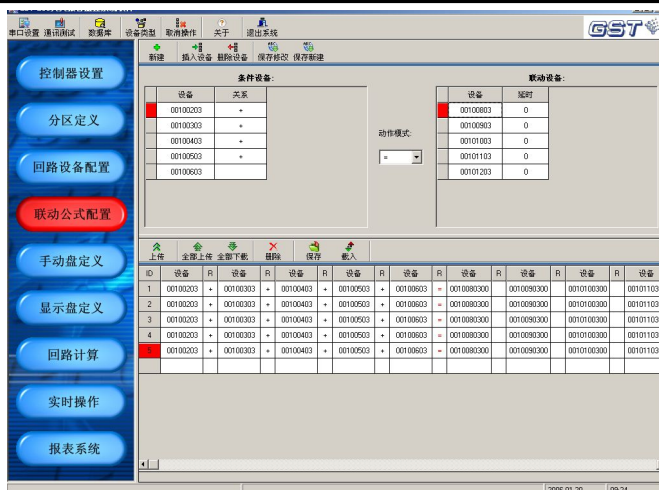 串口设置 通讯测试 数据库 设备类型 取消操作 关于 退出系统
GST
新建 插入设备 删除设备 保存修改 保存新建
控制器设置
分区定义
回路设备配置
联动公式配置
手动盘定义
显示盘定义
回路计算
实时操作
报表系统
条件设备:
设备 关系
00100203 +
00100303 +
00100403 +
00100503 +
00100603
动作模式:
=
联动设备:
设备 延时
00100803 0
00100903 0
00101003 0
00101103 0
00101203 0
上传 全部上传 全部下载 删除 保存 载入
ID 设备 R 设备 R 设备 R 设备 R 设备 R 设备 R 设备 R 设备 R 设备
1 00100203 + 00100303 + 00100403 + 00100503 + 00100603 = 0010080300 0010090300 0010100300 00101103
2 00100203 + 00100303 + 00100403 + 00100503 + 00100603 = 0010080300 0010090300 0010100300 00101103
3 00100203 + 00100303 + 00100403 + 00100503 + 00100603 = 0010080300 0010090300 0010100300 00101103
4 00100203 + 00100303 + 00100403 + 00100503 + 00100603 = 0010080300 0010090300 0010100300 00101103
5 00100203 + 00100303 + 00100403 + 00100503 + 00100603 = 0010080300 0010090300 0010100300 00101103